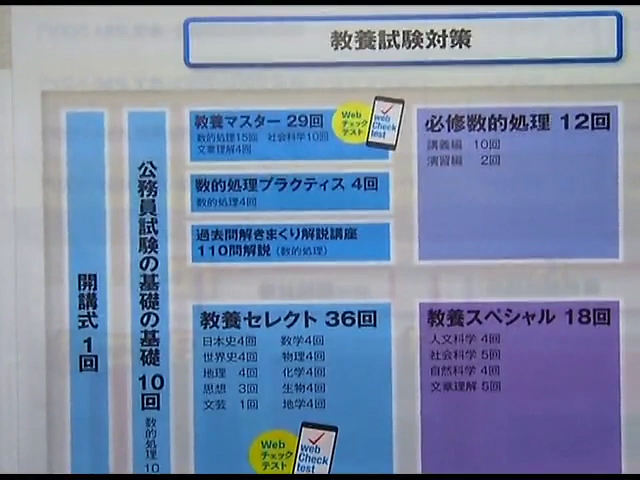 教養試験対策
開講式 1回
公務員試験の基礎の基礎 10回
数的処理10
教養マスター 29回
数的処理15回 社会科学10回
文章理解4回
Web
チェック
テスト
web
Check
test
数的処理プラクティス 4回
数的処理4回
過去問解きまくり解説講座
110問解説（数的処理）
必修数的処理 12回
講義編 10回
演習編 2回
教養セレクト 36回
日本史4回 数学4回
世界史4回 物理4回
地理 4回 化学4回
思想 3回 生物4回
文芸 1回 地学4回
Web
チェック
テスト
web
Check
test
教養スペシャル 18回
人文科学 4回
社会科学 5回
自然科学 4回
文章理解 5回